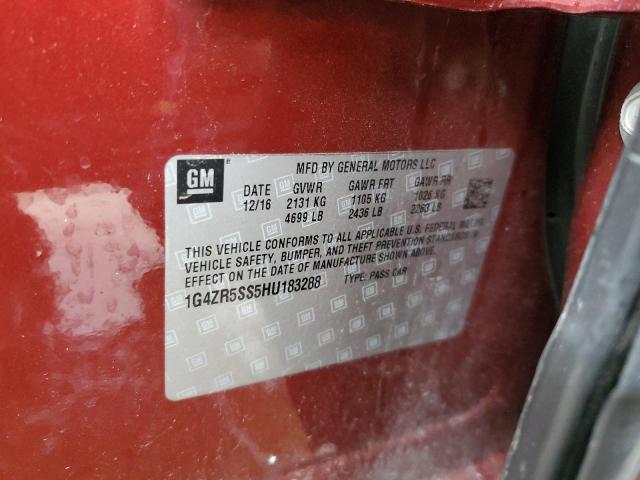 GM
MFD BY GENERAL MOTORS LLC
DATE GVWR GAWR FRT GAWR RR
12/16 2131 KG 1105 KG 1026 KG
4699 LB 2436 LB 2263 LB
THIS VEHICLE CONFORMS TO ALL APPLICABLE U.S. FEDERAL MOTOR
VEHICLE SAFETY, BUMPER, AND THEFT PREVENTION STANDARDS IN
EFFECT ON THE DATE OF MANUFACTURE SHOWN ABOVE.
1G4ZR5SS5HU183288 TYPE: PASS CAR